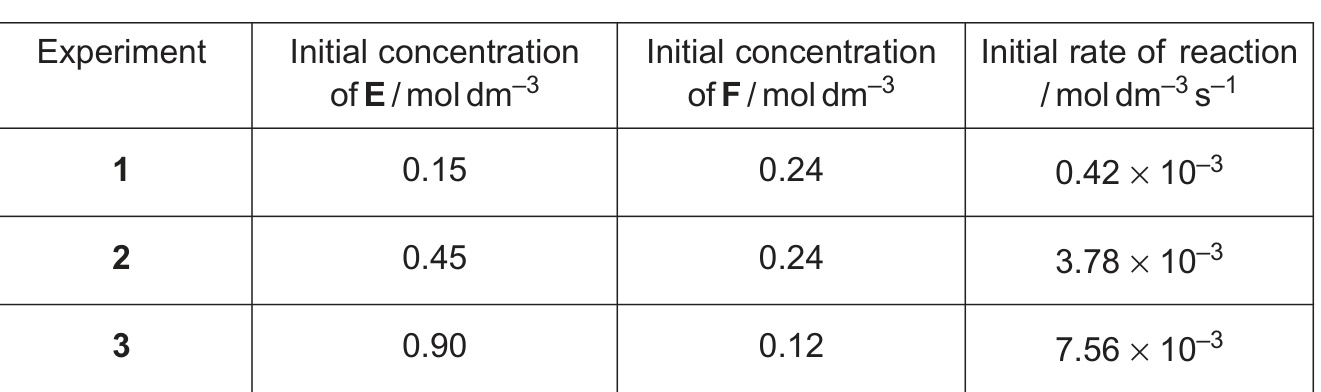 Experiment Initial concentration Initial concentration Initial rate of reaction
of E / mol dm⁻³ of F / mol dm⁻³ / mol dm⁻³ s⁻¹
1 0.15 0.24 0.42 × 10⁻³
2 0.45 0.24 3.78 × 10⁻³
3 0.90 0.12 7.56 × 10⁻³